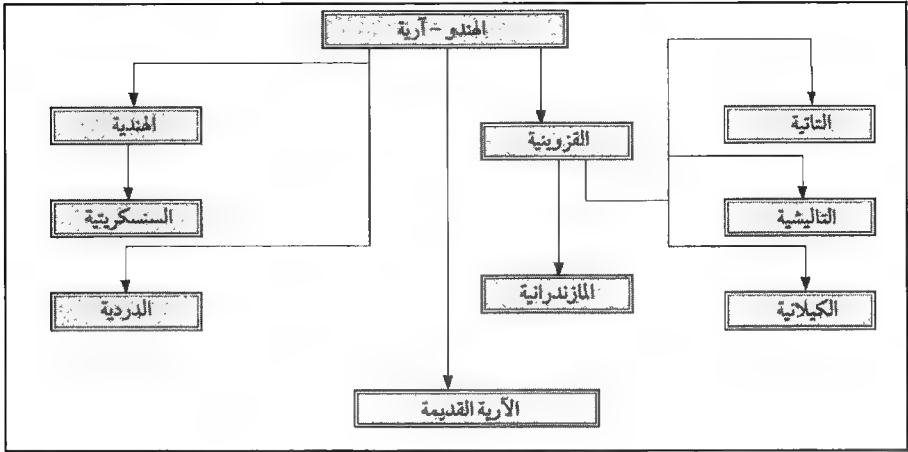 الهندو - آرية
الهندية
التاتية
القزوينية
السنسكريتية
التاليشية
المازندرانية
الدردية
الكيلانية
الآرية القديمة